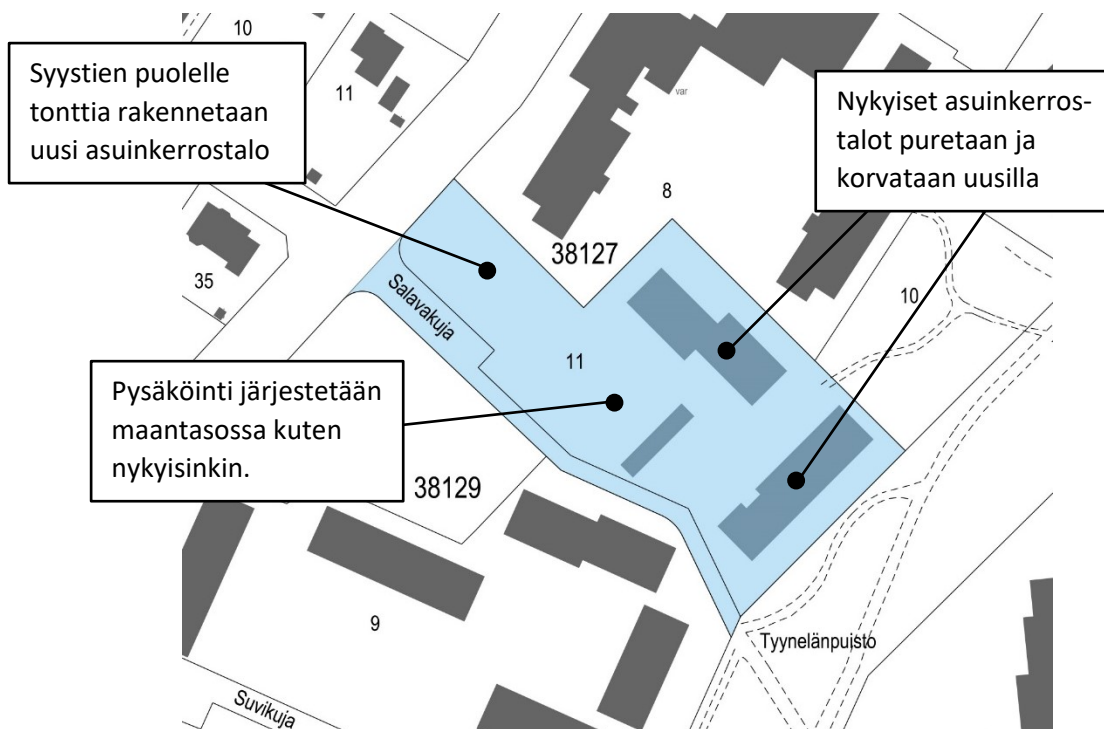 10
Syystien puolelle
tonttia rakennetaan
uusi asuinkerrostalo
11
var
Nykyiset asuinkerros-
talot puretaan ja
korvataan uusilla
8
38127
35
Salavakuja
10
11
Pysäköinti järjestetään
maantasossa kuten
nykyisinkin.
38129
9
Tyynelänpuisto
Suvikuja